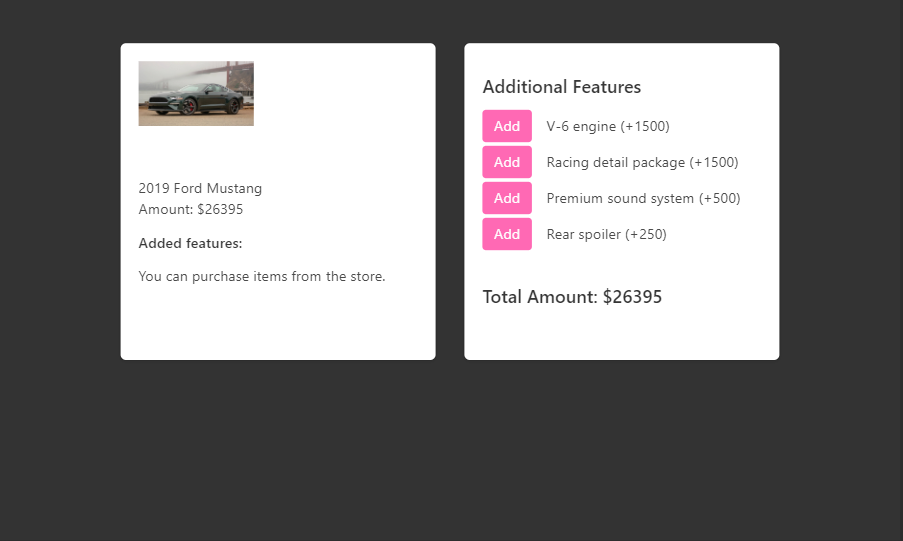 2019 Ford Mustang
Amount: $26395
Added features:
You can purchase items from the store.
Additional Features
Add V-6 engine (+1500)
Add Racing detail package (+1500)
Add Premium sound system (+500)
Add Rear spoiler (+250)
Total Amount: $26395